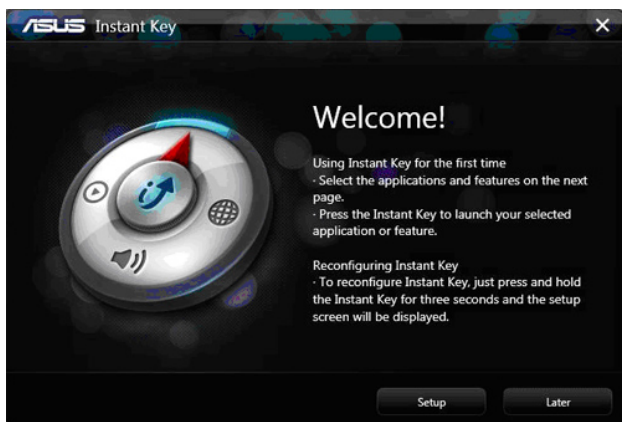 ASUS Instant Key
Welcome!
Using Instant Key for the first time
· Select the applications and features on the next
page.
· Press the Instant Key to launch your selected
application or feature.
Reconfiguring Instant Key
· To reconfigure Instant Key, just press and hold
the Instant Key for three seconds and the setup
screen will be displayed.
Setup Later